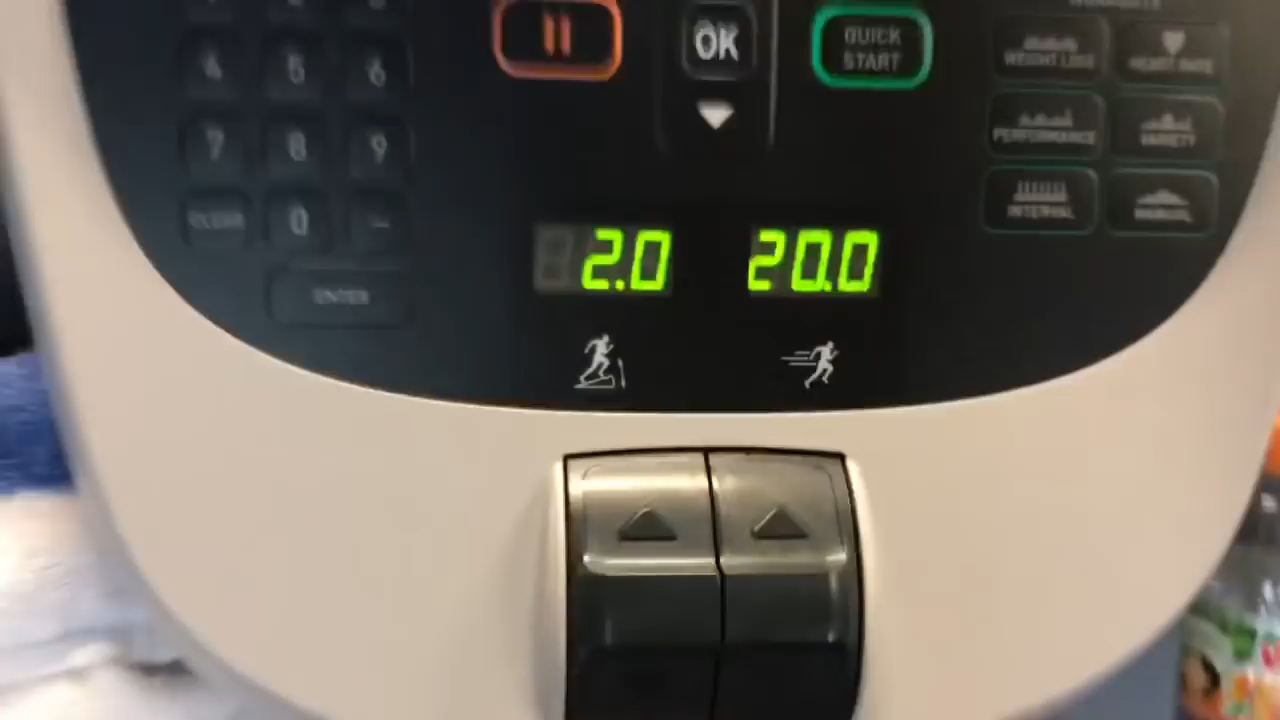 OK
QUICK
START
4 5 6
7 8 9
CLEAR 0
ENTER
WEIGHT LOSS
HEART RATE
PERFORMANCE
VARIETY
INTERVAL
MANUAL
2.0
20.0